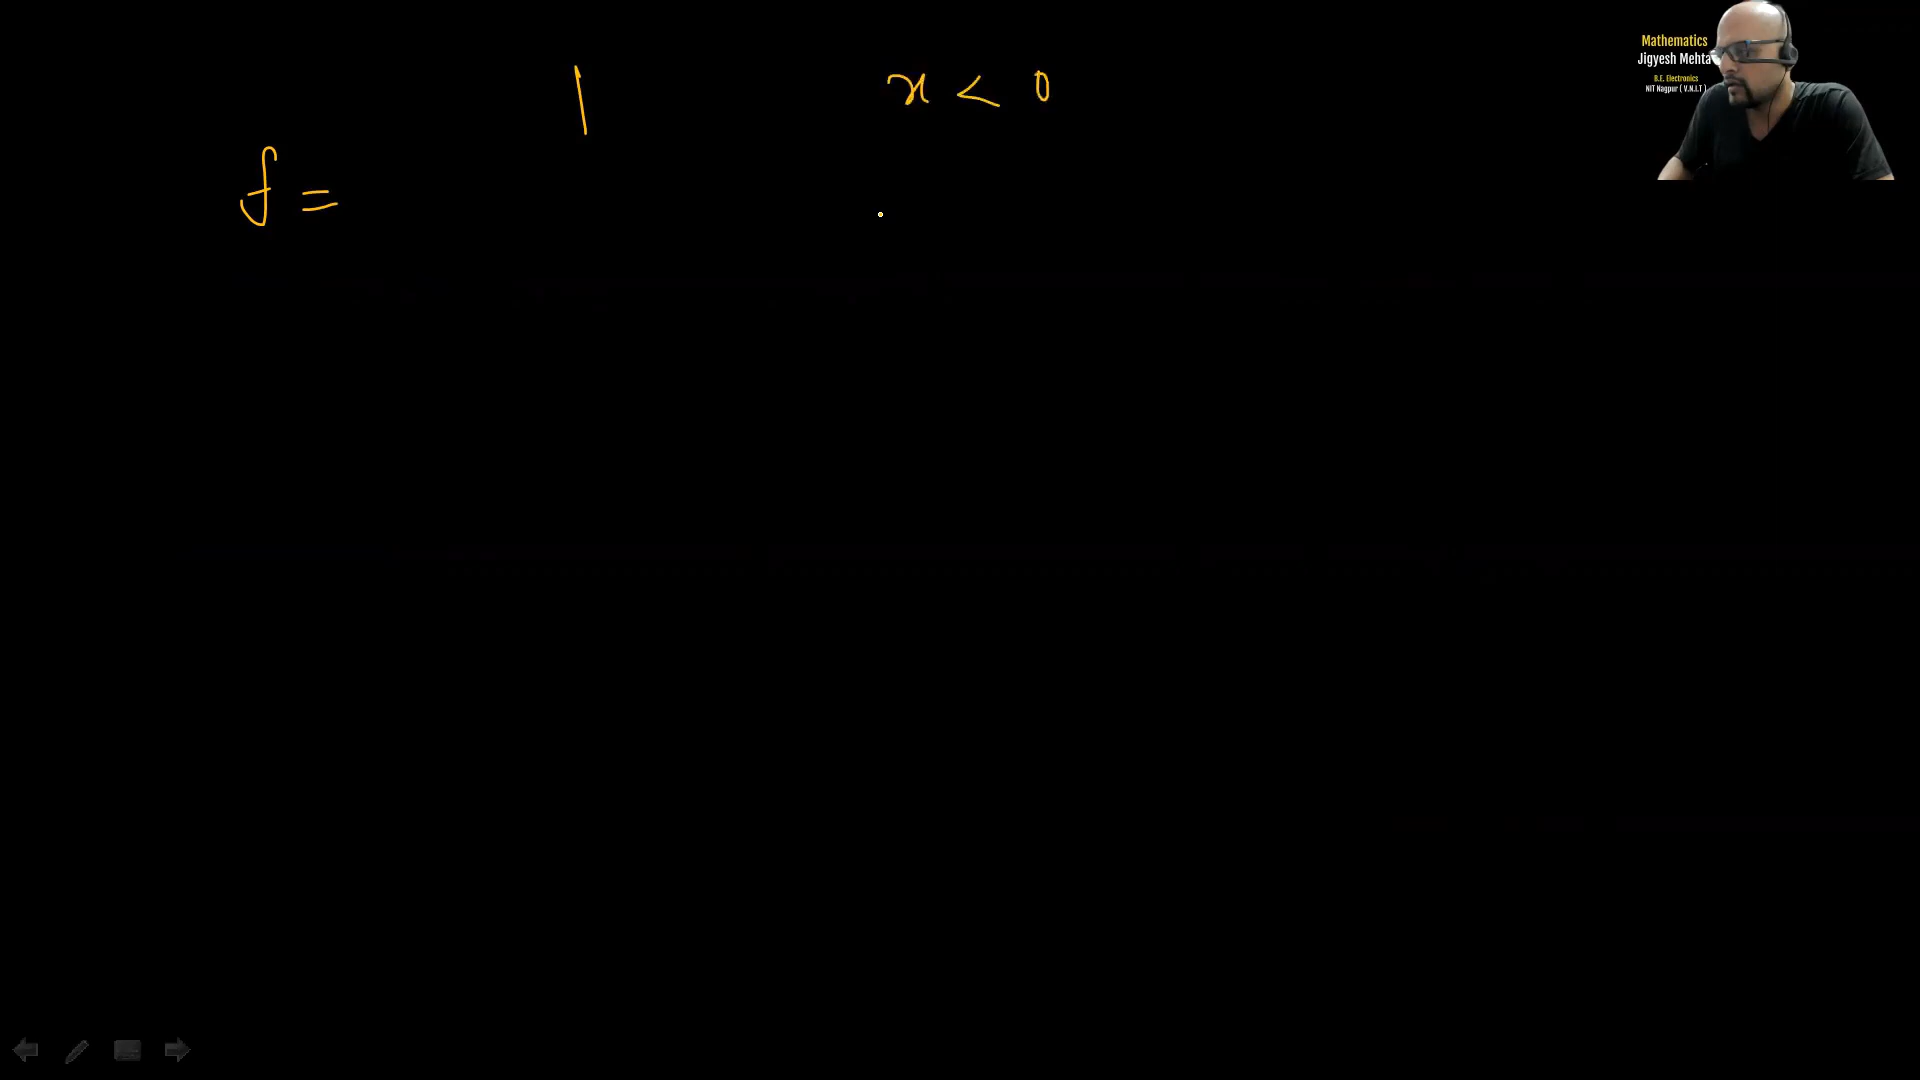 1 x < 0
f =
Mathematics
Jigyesh Mehta
B.E. Electronics
NIT Nagpur ( V.N.I.T )